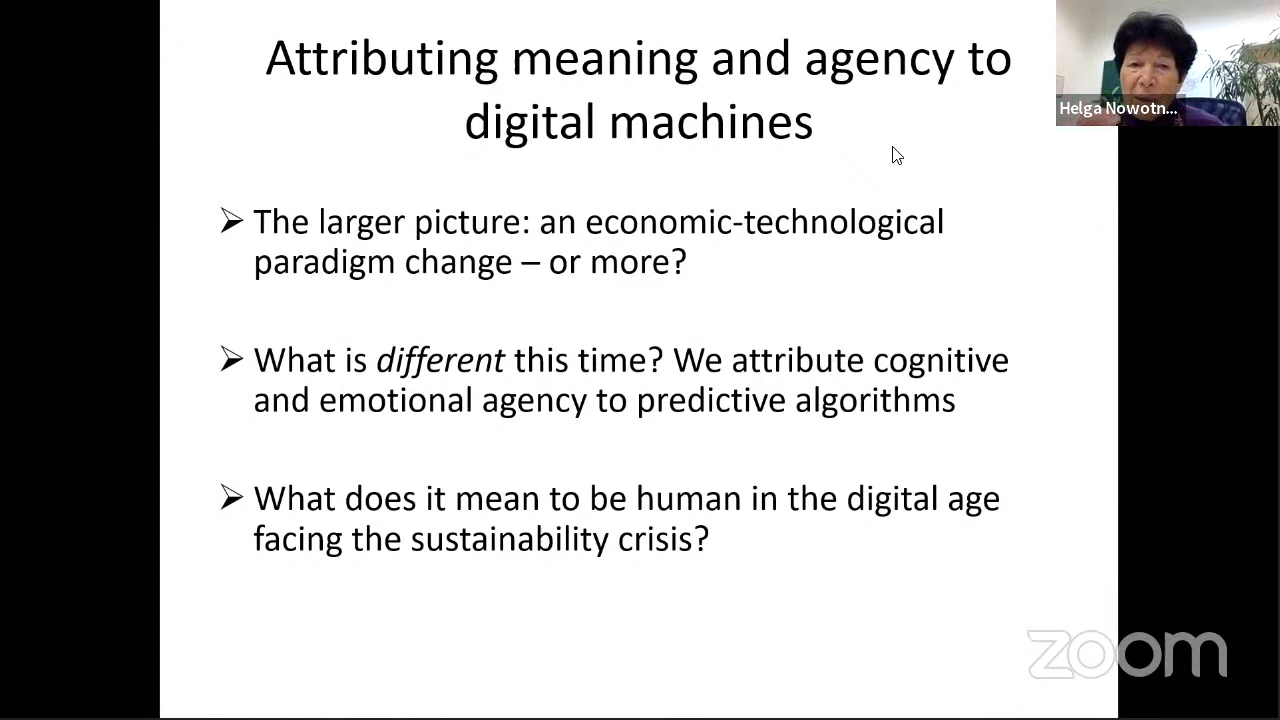 Attributing meaning and agency to
digital machines
Helga Nowotn...
➢ The larger picture: an economic-technological
paradigm change – or more?
➢ What is different this time? We attribute cognitive
and emotional agency to predictive algorithms
➢ What does it mean to be human in the digital age
facing the sustainability crisis?
zoom